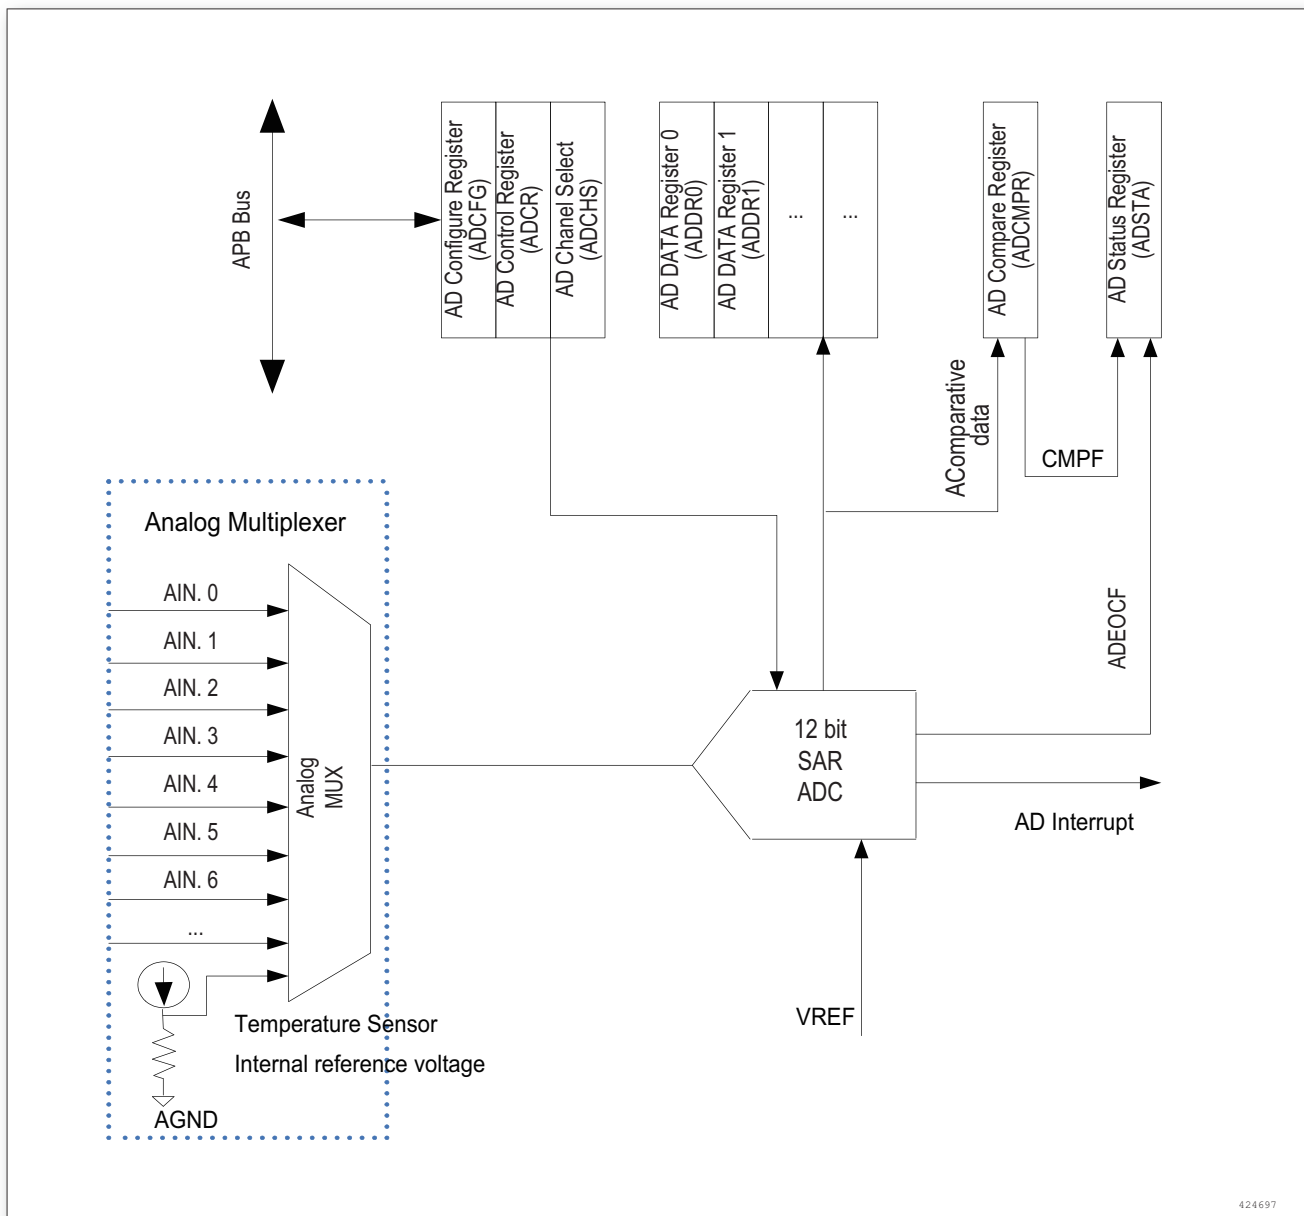 APB Bus
AD Configure Register
(ADCFG)
AD Control Register
(ADCR)
AD Channel Select
(ADCHS)
AD DATA Register 0
(ADDR0)
AD DATA Register 1
(ADDR1)
...
...
AD Compare Register
(ADCMPR)
AD Status Register
(ADSTA)
AComparative
data
CMPF
ADEOCF
Analog Multiplexer
AIN. 0
AIN. 1
AIN. 2
AIN. 3
AIN. 4
AIN. 5
AIN. 6
...
Analog
MUX
12 bit
SAR
ADC
AD Interrupt
VREF
Temperature Sensor
Internal reference voltage
AGND
424697